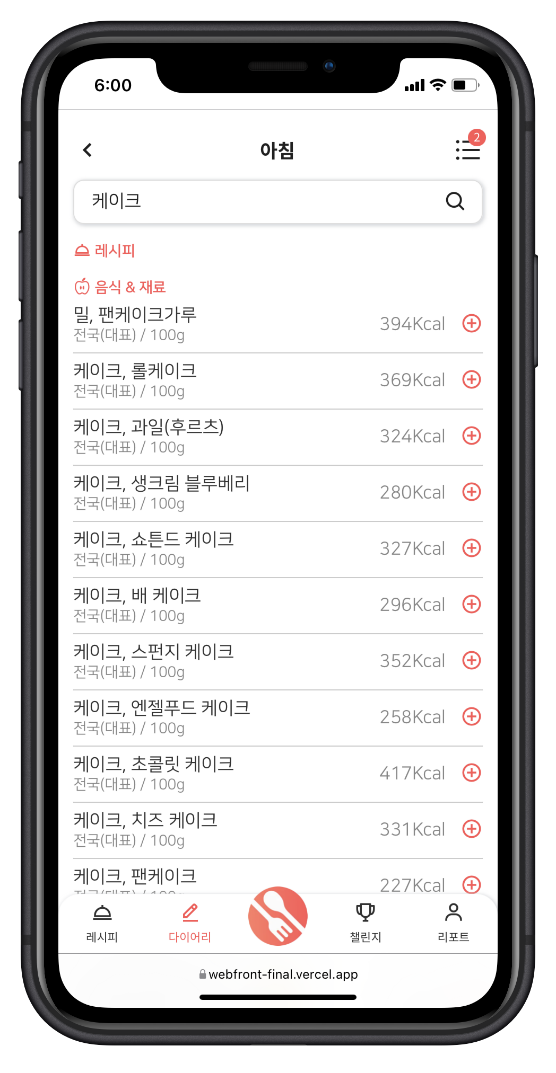 6:00
아침
2
케이크
레시피
음식 & 재료
밀, 팬케이크가루
전국(대표) / 100g
394Kcal
케이크, 롤케이크
전국(대표) / 100g
369Kcal
케이크, 과일(후르츠)
전국(대표) / 100g
324Kcal
케이크, 생크림 블루베리
전국(대표) / 100g
280Kcal
케이크, 쇼튼드 케이크
전국(대표) / 100g
327Kcal
케이크, 배 케이크
전국(대표) / 100g
296Kcal
케이크, 스펀지 케이크
전국(대표) / 100g
352Kcal
케이크, 엔젤푸드 케이크
전국(대표) / 100g
258Kcal
케이크, 초콜릿 케이크
전국(대표) / 100g
417Kcal
케이크, 치즈 케이크
전국(대표) / 100g
331Kcal
케이크, 팬케이크
전국(대표) / 100g
227Kcal
레시피
다이어리
챌린지
리포트
webfront-final.vercel.app